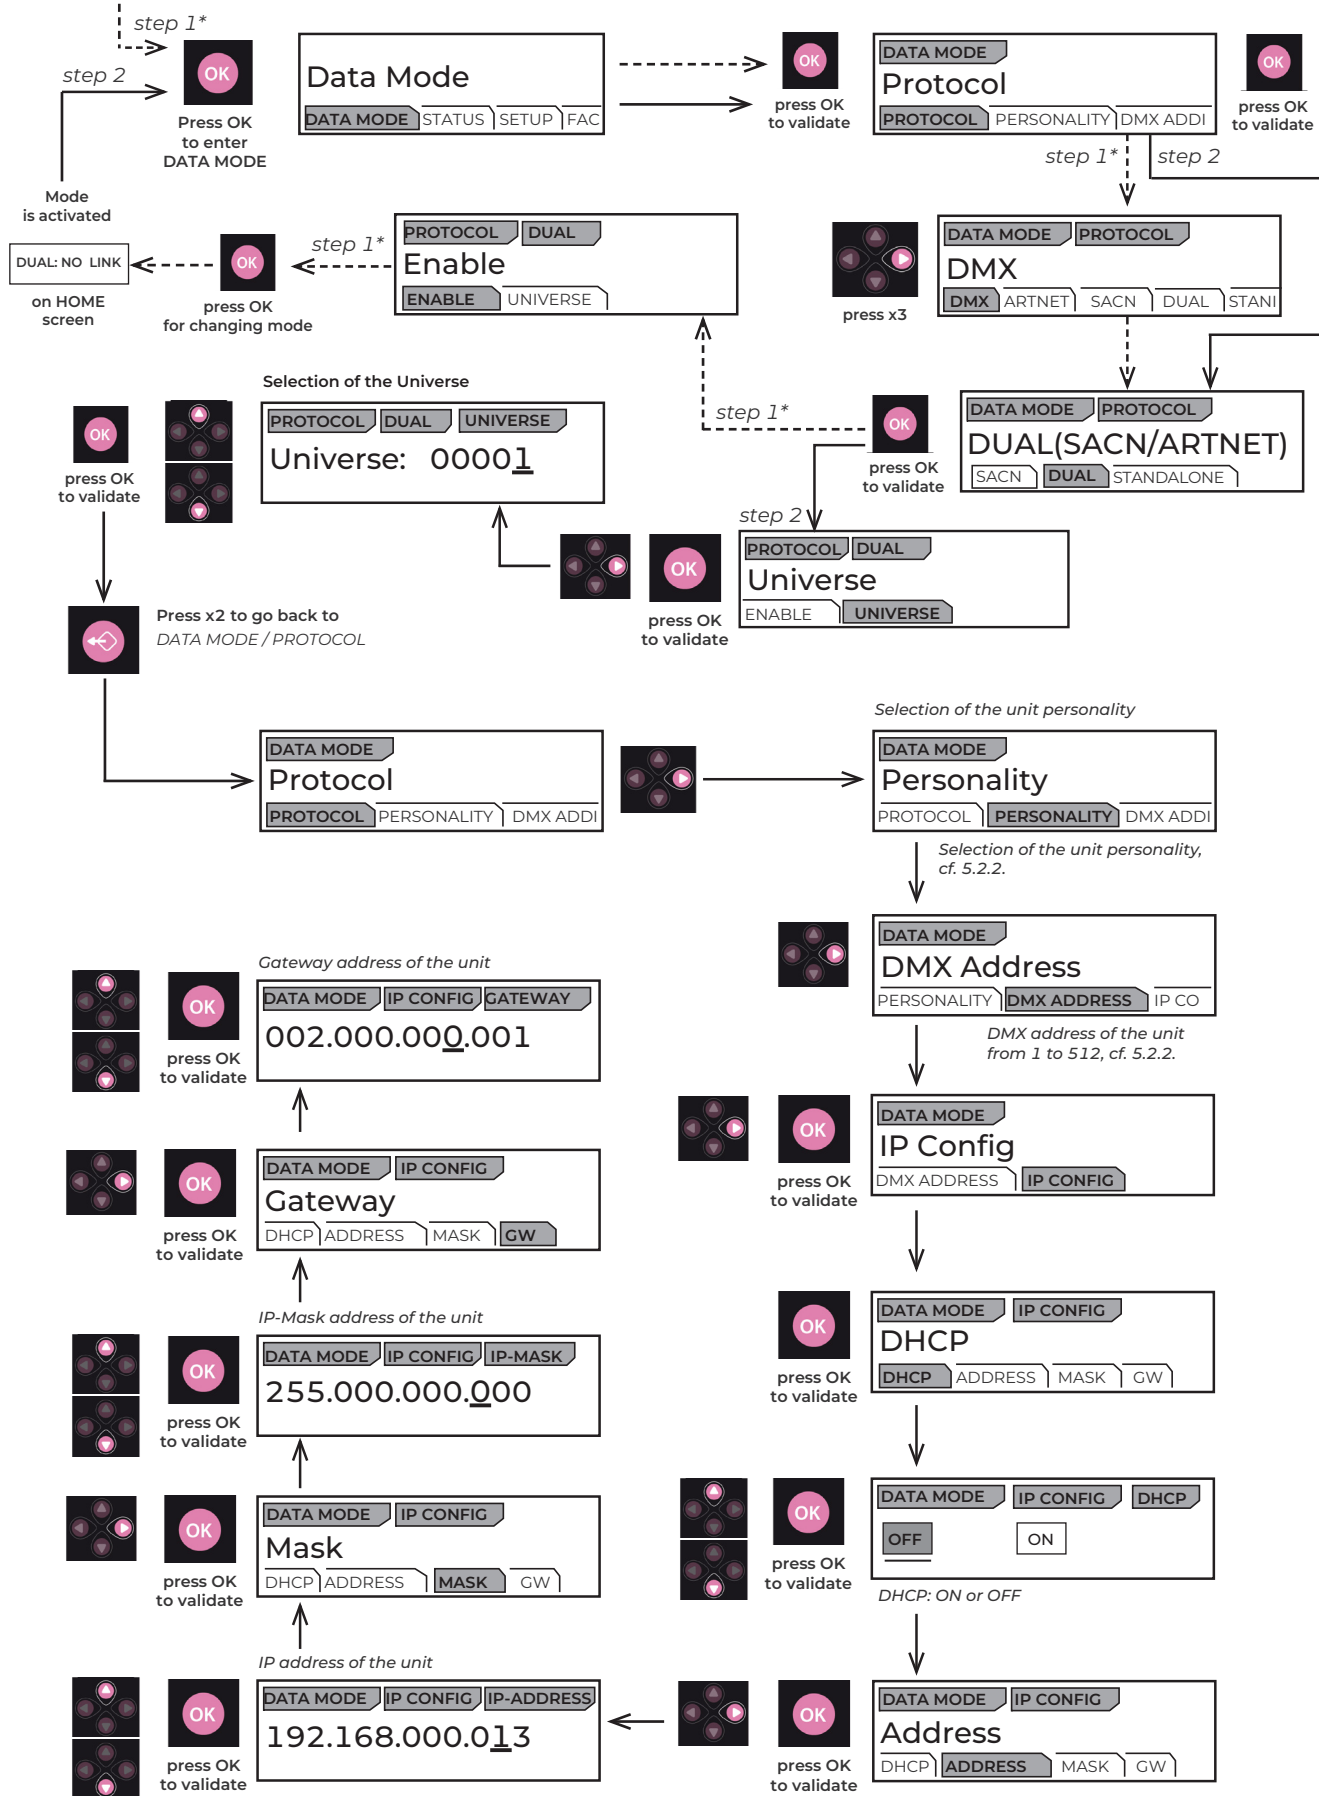 step 1*
step 2
OK
Press OK
to enter
DATA MODE
Data Mode
DATA MODE STATUS SETUP FAC
OK
press OK
to validate
DATA MODE
Protocol
PROTOCOL PERSONALITY DMX ADDI
OK
press OK
to validate
step 1* step 2
Mode
is activated
DUAL: NO LINK
on HOME
screen
OK
press OK
for changing mode
step 1*
PROTOCOL DUAL
Enable
ENABLE UNIVERSE
press x3
DATA MODE PROTOCOL
DMX
DMX ARTNET SACN DUAL STANI
Selection of the Universe
PROTOCOL DUAL UNIVERSE
Universe: 00001
OK
press OK
to validate
step 1*
OK
press OK
to validate
DATA MODE PROTOCOL
DUAL(SACN/ARTNET)
SACN DUAL STANDALONE
step 2
OK
press OK
to validate
PROTOCOL DUAL
Universe
ENABLE UNIVERSE
Press x2 to go back to
DATA MODE / PROTOCOL
DATA MODE
Protocol
PROTOCOL PERSONALITY DMX ADDI
Selection of the unit personality
DATA MODE
Personality
PROTOCOL PERSONALITY DMX ADDI
Selection of the unit personality,
cf. 5.2.2.
DATA MODE
DMX Address
PERSONALITY DMX ADDRESS IP CO
DMX address of the unit
from 1 to 512, cf. 5.2.2.
OK
press OK
to validate
DATA MODE
IP Config
DMX ADDRESS IP CONFIG
OK
press OK
to validate
DATA MODE IP CONFIG
DHCP
DHCP ADDRESS MASK GW
OK
press OK
to validate
DATA MODE IP CONFIG DHCP
OFF ON
DHCP: ON or OFF
OK
press OK
to validate
DATA MODE IP CONFIG
Address
DHCP ADDRESS MASK GW
IP address of the unit
OK
press OK
to validate
DATA MODE IP CONFIG IP-ADDRESS
192.168.000.013
OK
press OK
to validate
DATA MODE IP CONFIG
Mask
DHCP ADDRESS MASK GW
IP-Mask address of the unit
OK
press OK
to validate
DATA MODE IP CONFIG IP-MASK
255.000.000.000
OK
press OK
to validate
DATA MODE IP CONFIG
Gateway
DHCP ADDRESS MASK GW
Gateway address of the unit
OK
press OK
to validate
DATA MODE IP CONFIG GATEWAY
002.000.000.001